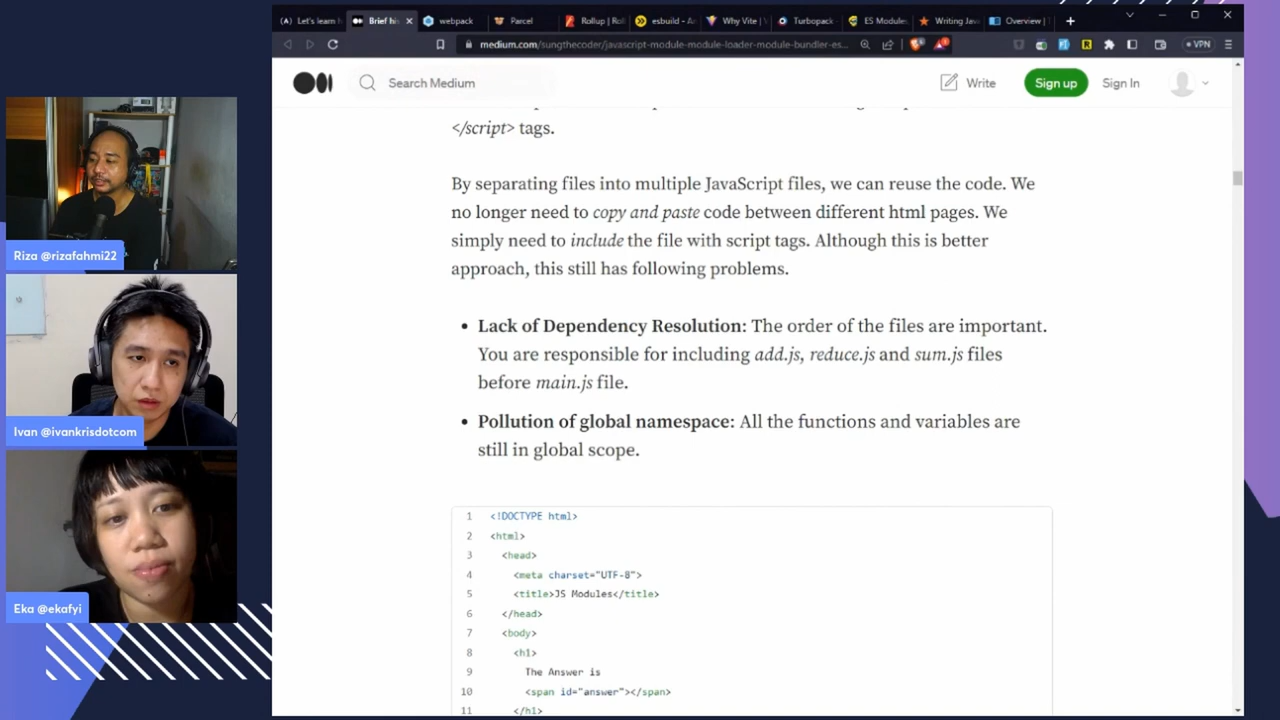 Let's learn
Brief hi
webpack
Parcel
Rollup | Rol
esbuild - A
Why Vite |
Turbopack
ES Module
Writing Jav
Overview |
medium.com/sungthecoder/javascript-module-module-loader-module-bundler-es...
VPN
Search Medium
Write
Sign up
Sign In
</script> tags.
By separating files into multiple JavaScript files, we can reuse the code. We
no longer need to copy and paste code between different html pages. We
simply need to include the file with script tags. Although this is better
approach, this still has following problems.
• Lack of Dependency Resolution: The order of the files are important.
You are responsible for including add.js, reduce.js and sum.js files
before main.js file.
• Pollution of global namespace: All the functions and variables are
still in global scope.
1 <!DOCTYPE html>
2 <html>
3 <head>
4 <meta charset="UTF-8">
5 <title>JS Modules</title>
6 </head>
7 <body>
8 <h1>
9 The Answer is
10 <span id="answer"></span>
11 </h1>
Riza @rizafahmi22
Ivan @ivankrisdotcom
Eka @ekafyi